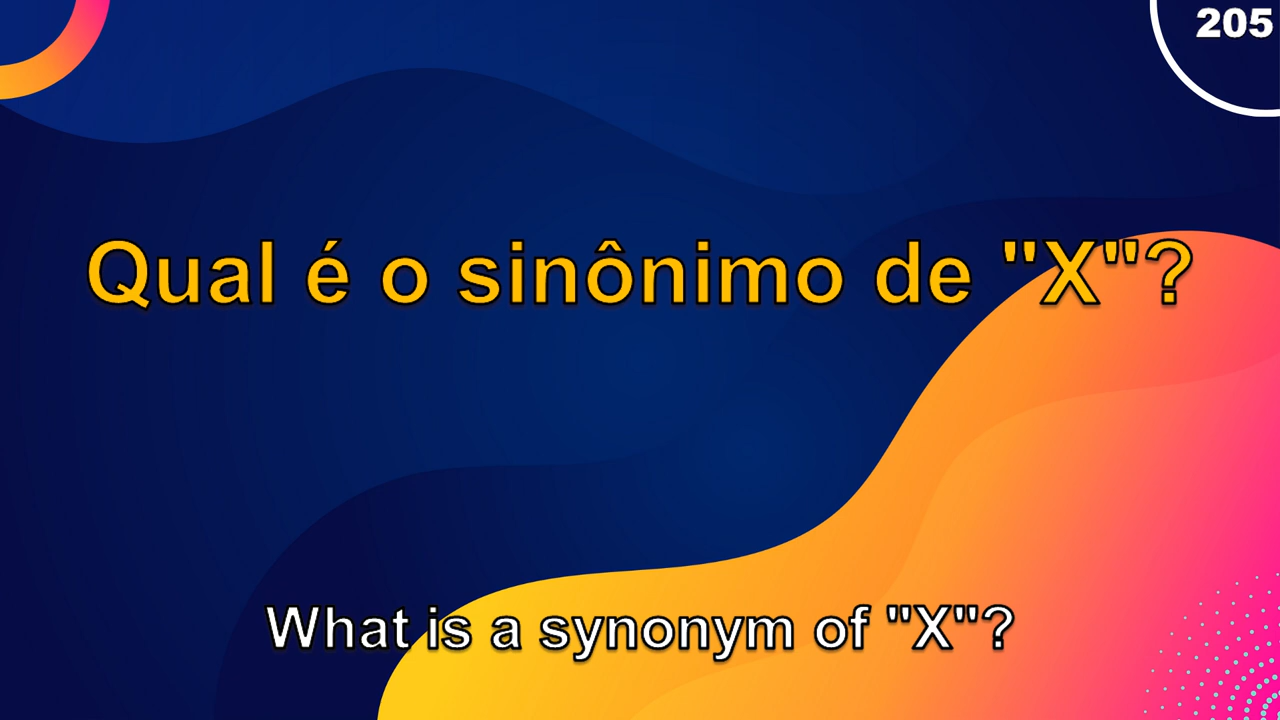 205
Qual é o sinônimo de "X"?
What is a synonym of "X"?